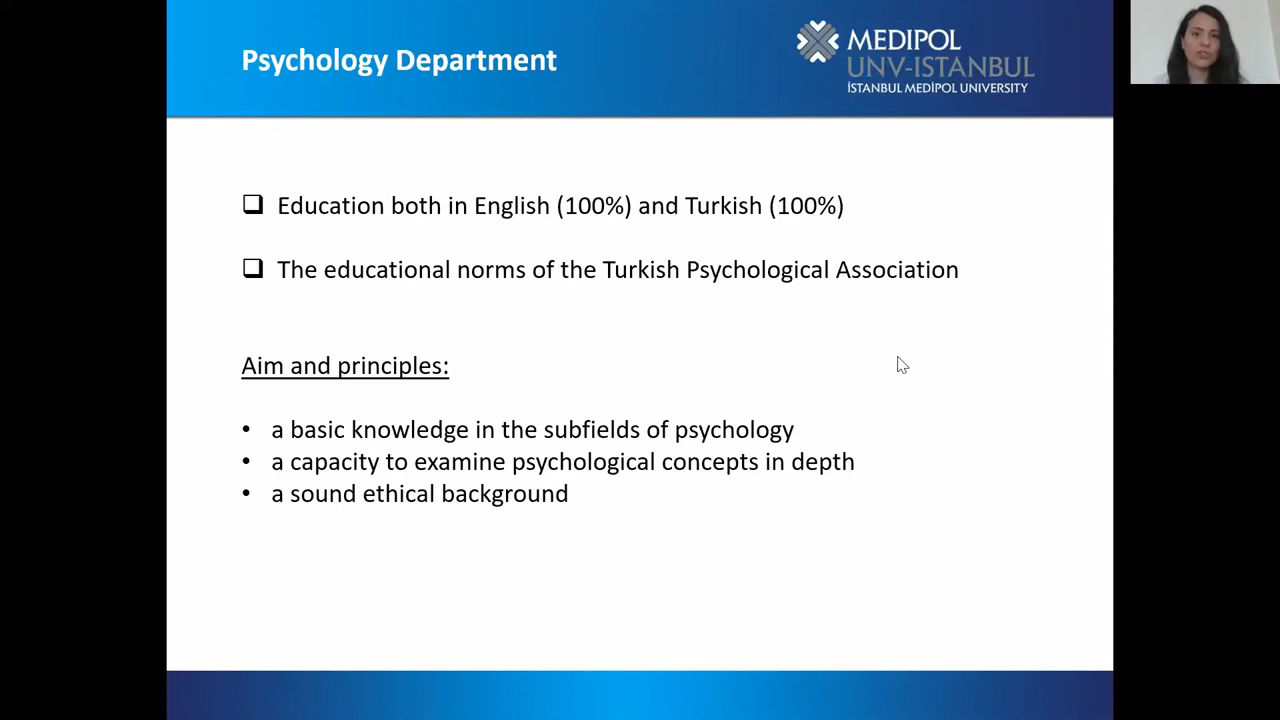 Psychology Department
MEDIPOL
UNV-ISTANBUL
İSTANBUL MEDİPOL UNIVERSITY
Education both in English (100%) and Turkish (100%)
The educational norms of the Turkish Psychological Association
Aim and principles:
• a basic knowledge in the subfields of psychology
• a capacity to examine psychological concepts in depth
• a sound ethical background